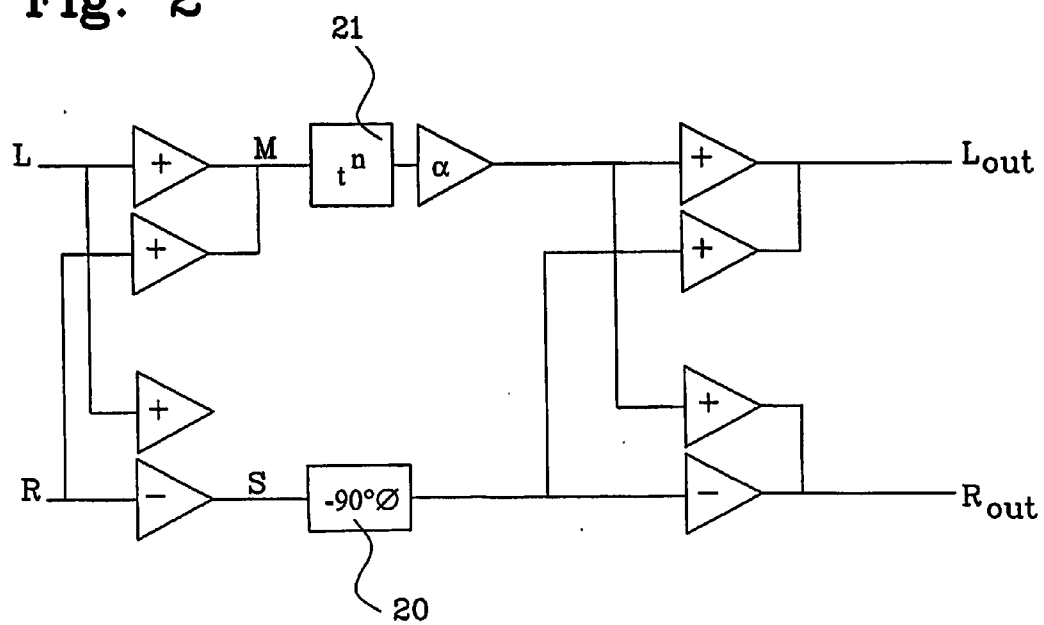 Fig. 2
21
L
+
M
t^n
α
+
L_out
+
+
+
+
R
-
S
-90°Ø
-
R_out
20